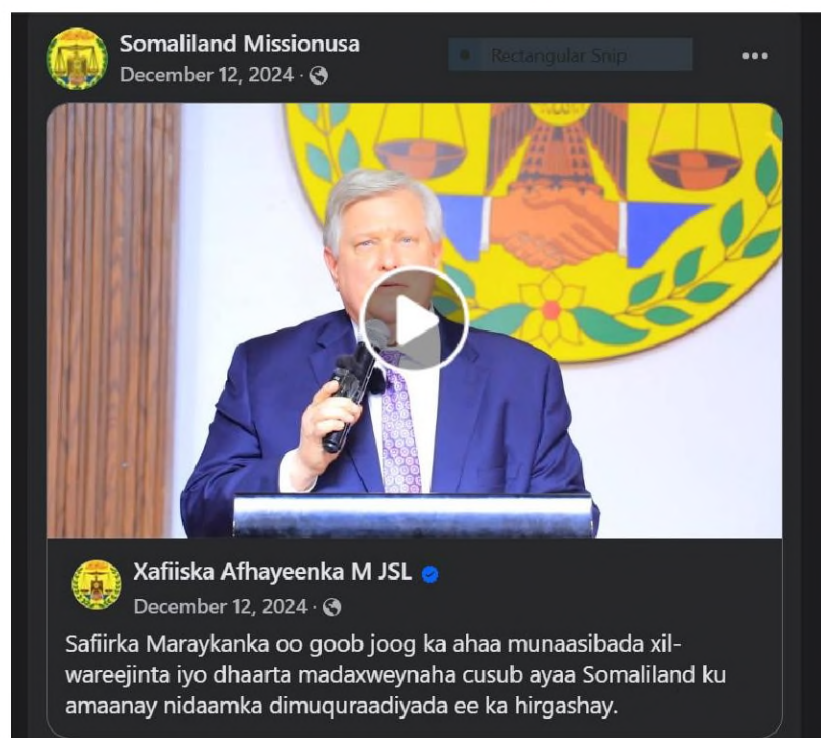 Somaliland Missionusa
Rectangular Snip
December 12, 2024 ·
Xafiiska Afhayeenka M JSL
December 12, 2024 ·
Safiirka Maraykanka oo goob joog ka ahaa munaasibada xil-
wareejinta iyo dhaarta madaxweynaha cusub ayaa Somaliland ku
amaanay nidaamka dimuquraadiyada ee ka hirgashay.